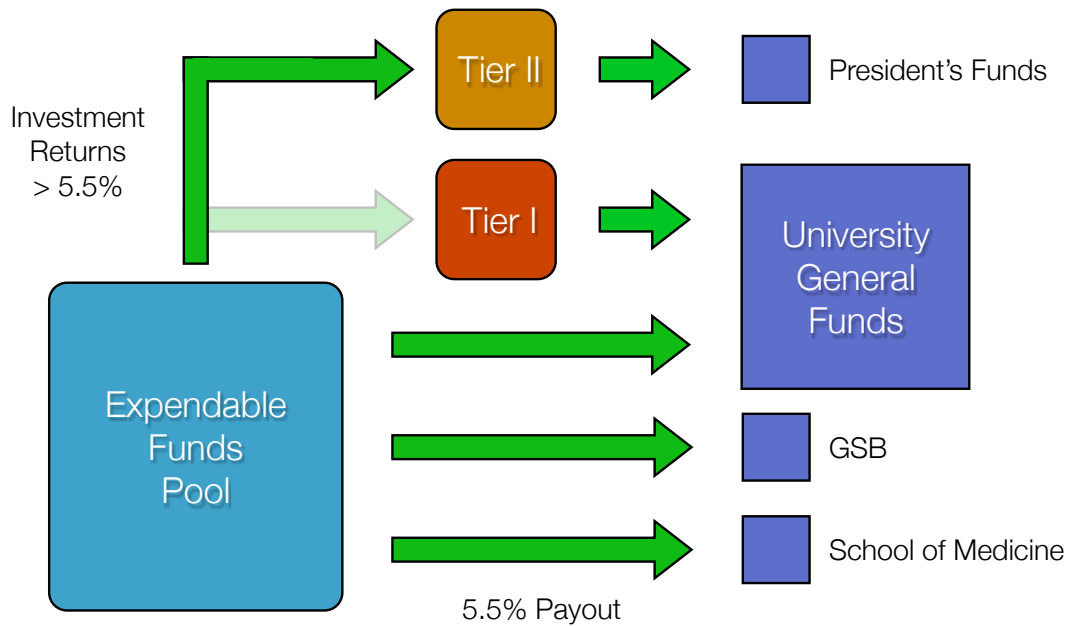 Tier II
President's Funds
Investment
Returns
> 5.5%
Tier I
University
General
Funds
Expendable
Funds
Pool
GSB
School of Medicine
5.5% Payout